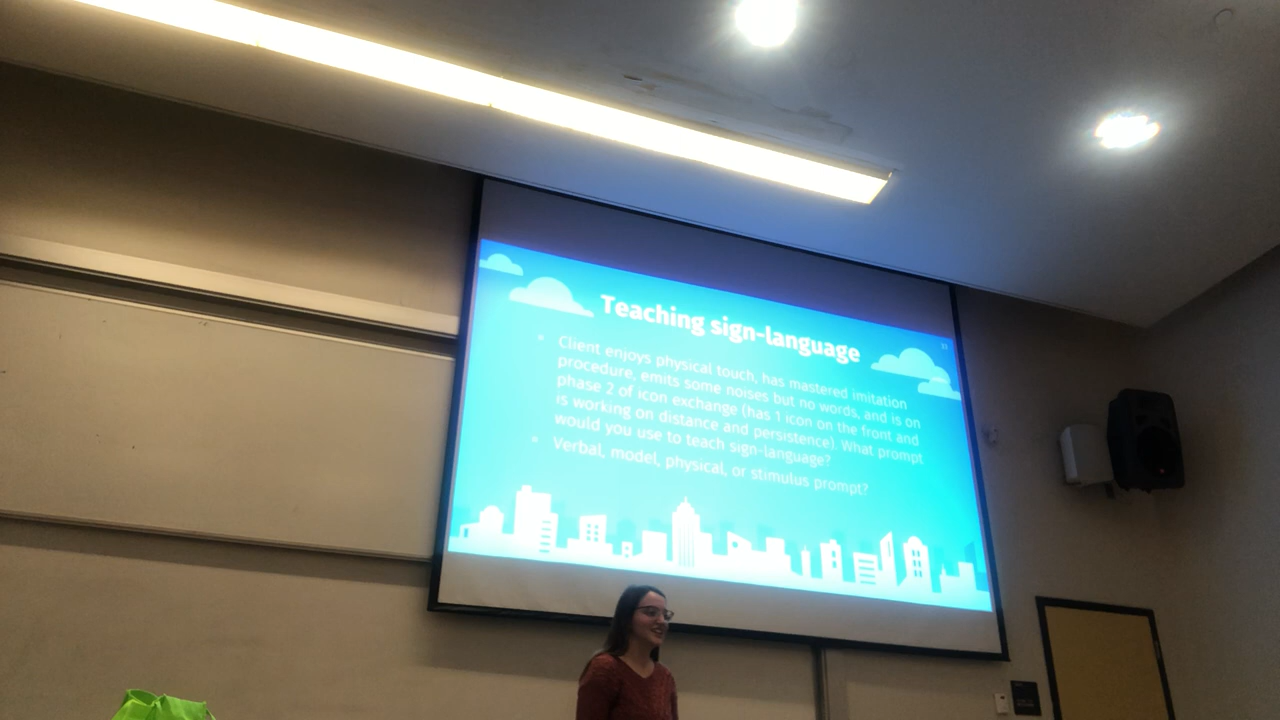 Teaching sign-language
33
Client enjoys physical touch, has mastered imitation
procedure, emits some noises but no words, and is on
phase 2 of icon exchange (has 1 icon on the front and
is working on distance and persistence). What prompt
would you use to teach sign-language?
Verbal, model, physical, or stimulus prompt?